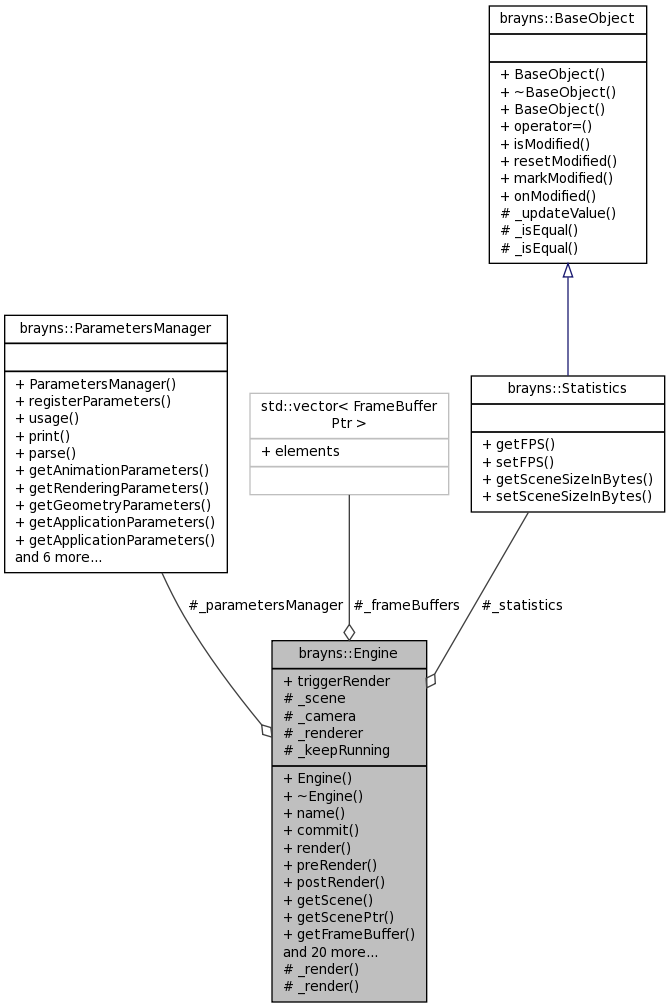 brayns::BaseObject
+ BaseObject()
+ ~BaseObject()
+ BaseObject()
+ operator=()
+ isModified()
+ resetModified()
+ markModified()
+ onModified()
# _updateValue()
# _isEqual()
# _isEqual()
brayns::ParametersManager
+ ParametersManager()
+ registerParameters()
+ usage()
+ print()
+ parse()
+ getAnimationParameters()
+ getRenderingParameters()
+ getGeometryParameters()
+ getApplicationParameters()
+ getApplicationParameters()
and 6 more...
std::vector< FrameBuffer
Ptr >
+ elements
brayns::Statistics
+ getFPS()
+ setFPS()
+ getSceneSizeInBytes()
+ setSceneSizeInBytes()
#_parametersManager
#_frameBuffers
#_statistics
brayns::Engine
+ triggerRender
# _scene
# _camera
# _renderer
# _keepRunning
+ Engine()
+ ~Engine()
+ name()
+ commit()
+ render()
+ preRender()
+ postRender()
+ getScene()
+ getScenePtr()
+ getFrameBuffer()
and 20 more...
# _render()
# _render()